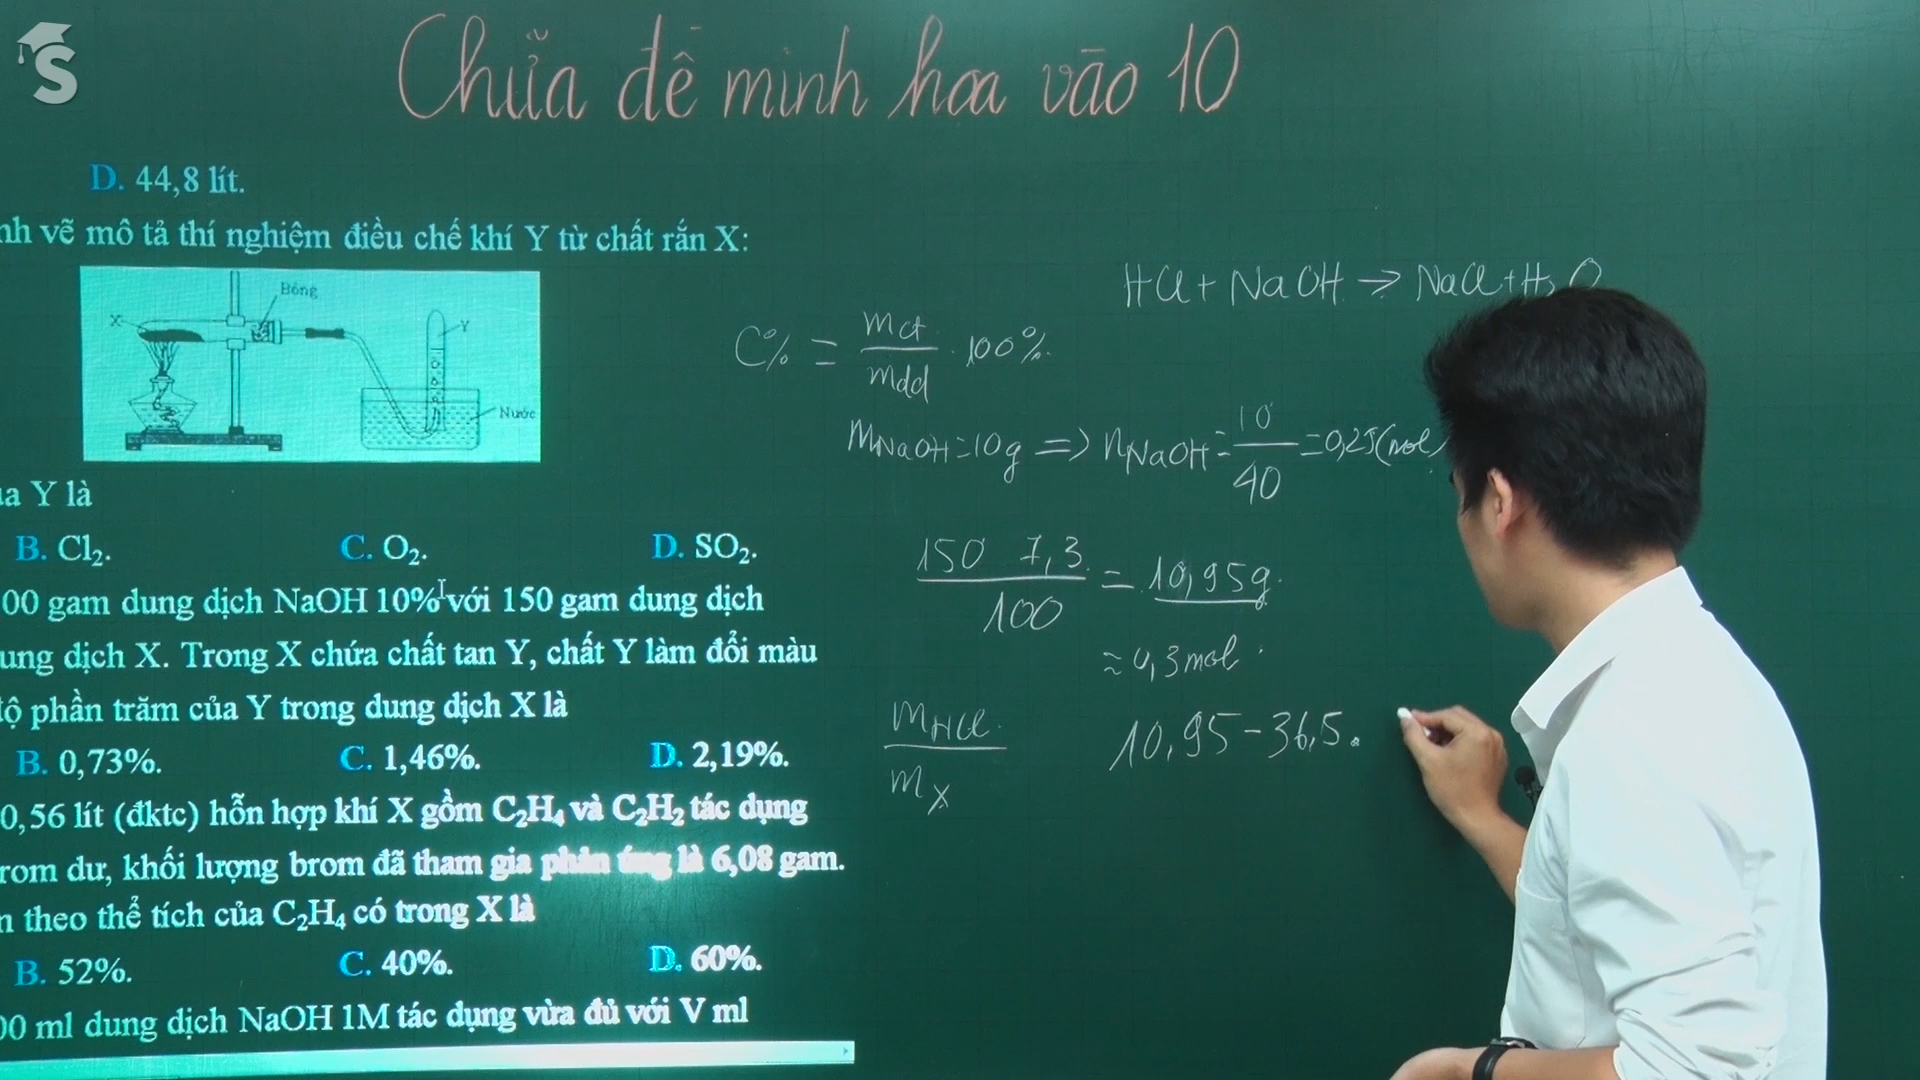 S
Chữa đề minh hoa vào 10
D. 44,8 lít.
nh vẽ mô tả thí nghiệm điều chế khí Y từ chất rắn X:
X
Bông
Y
Nước
ua Y là
B. Cl₂. C. O₂. D. SO₂.
00 gam dung dịch NaOH 10% với 150 gam dung dịch
ung dịch X. Trong X chứa chất tan Y, chất Y làm đổi màu
độ phần trăm của Y trong dung dịch X là
B. 0,73%. C. 1,46%. D. 2,19%.
0,56 lít (đktc) hỗn hợp khí X gồm C₂H₄ và C₂H₂ tác dụng
rom dư, khối lượng brom đã tham gia phản ứng là 6,08 gam.
n theo thể tích của C₂H₄ có trong X là
B. 52%. C. 40%. D. 60%.
00 ml dung dịch NaOH 1M tác dụng vừa đủ với V ml
HCl + NaOH → NaCl + H₂O
C% = mct / mdd . 100%.
mNaOH = 10g => nNaOH = 10 / 40 = 0,25 (mol)
150 7,3 / 100 = 10,95g.
≈ 0,3 mol.
mHCl / mX
10,95 - 36,5.